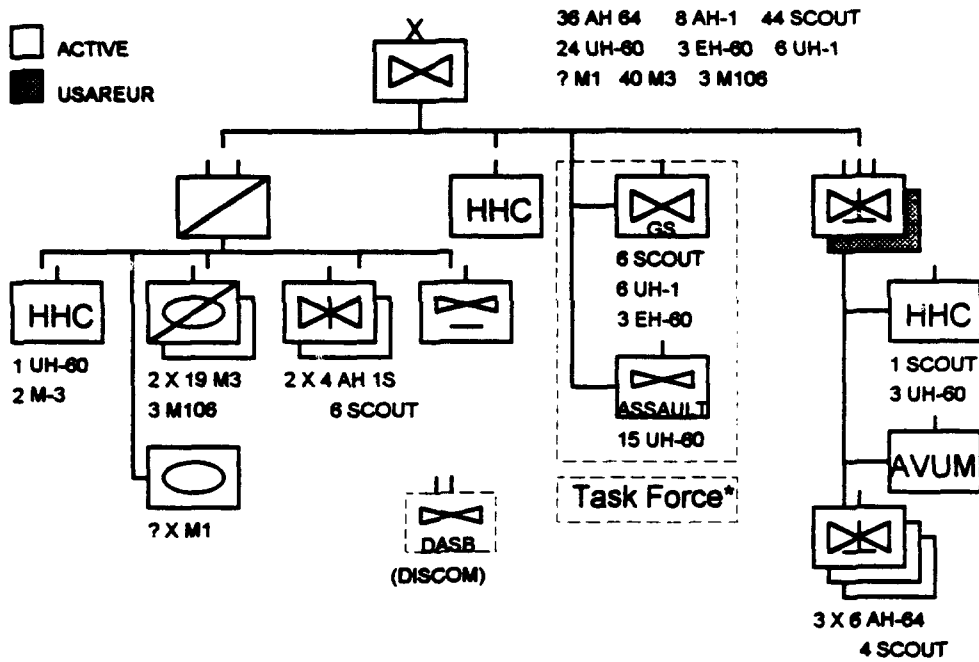 36 AH 64 8 AH-1 44 SCOUT
24 UH-60 3 EH-60 6 UH-1
? M1 40 M3 3 M106
ACTIVE
USAREUR
X
HHC
GS
6 SCOUT
6 UH-1
3 EH-60
ASSAULT
15 UH-60
Task Force*
HHC
1 UH-60
2 M-3
2 X 19 M3
3 M106
2 X 4 AH 1S
6 SCOUT
? X M1
DASB
(DISCOM)
HHC
1 SCOUT
3 UH-60
AVUM
3 X 6 AH-64
4 SCOUT